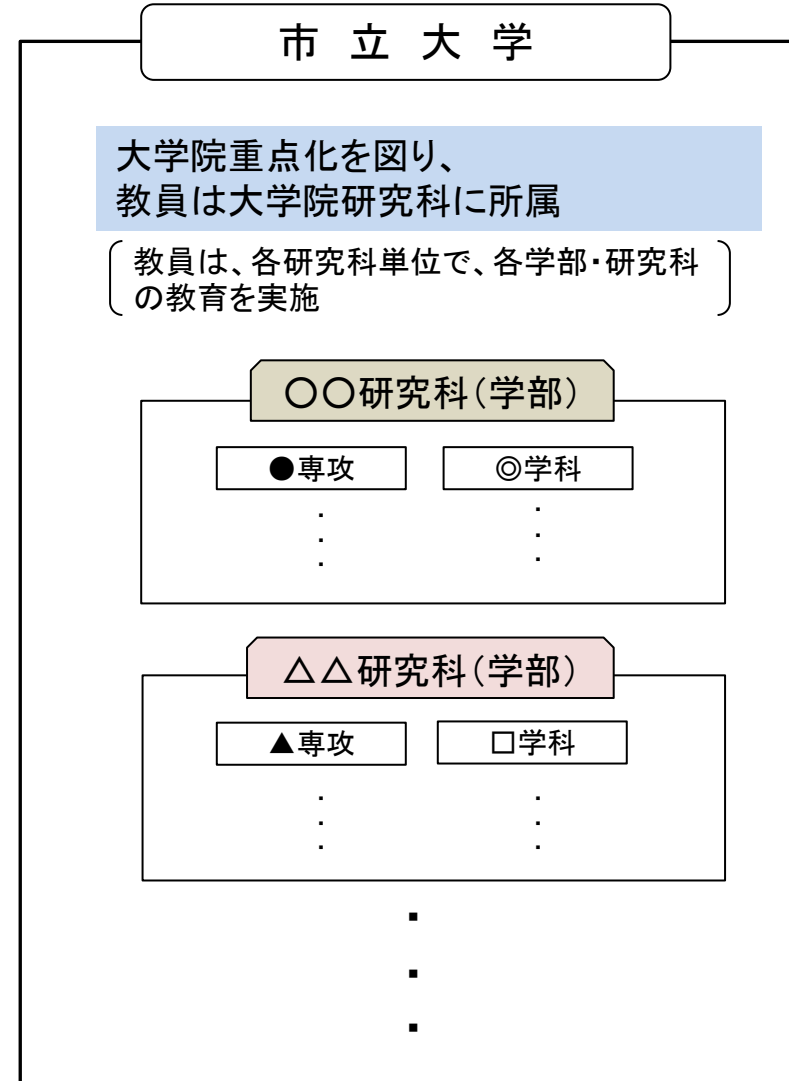 市 立 大 学
大学院重点化を図り、
教員は大学院研究科に所属
教員は、各研究科単位で、各学部・研究科
の教育を実施
〇〇研究科（学部）
●専攻
◎学科
△△研究科（学部）
▲専攻
□学科